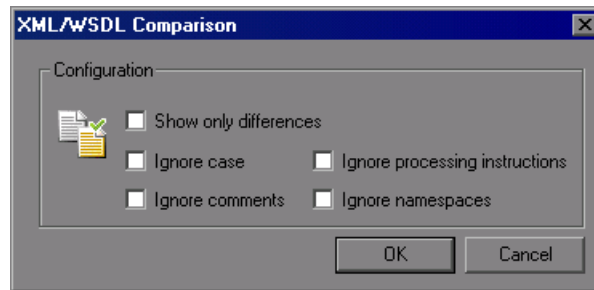 XML/WSDL Comparison
Configuration
Show only differences
Ignore case Ignore processing instructions
Ignore comments Ignore namespaces
OK Cancel